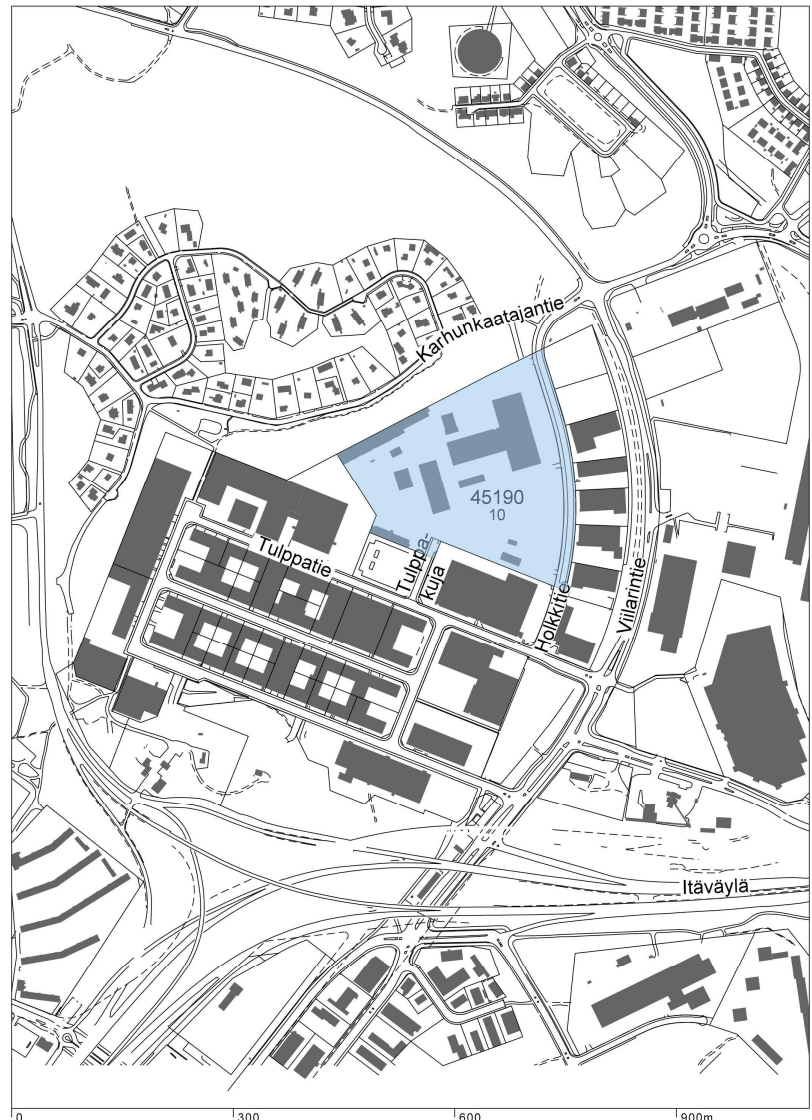 Karhunkaatajantie
45190
10
Tulppatie
Tulppa-
kuja
Holkkitie
Viilarintie
Itäväylä
0 300 600 900m